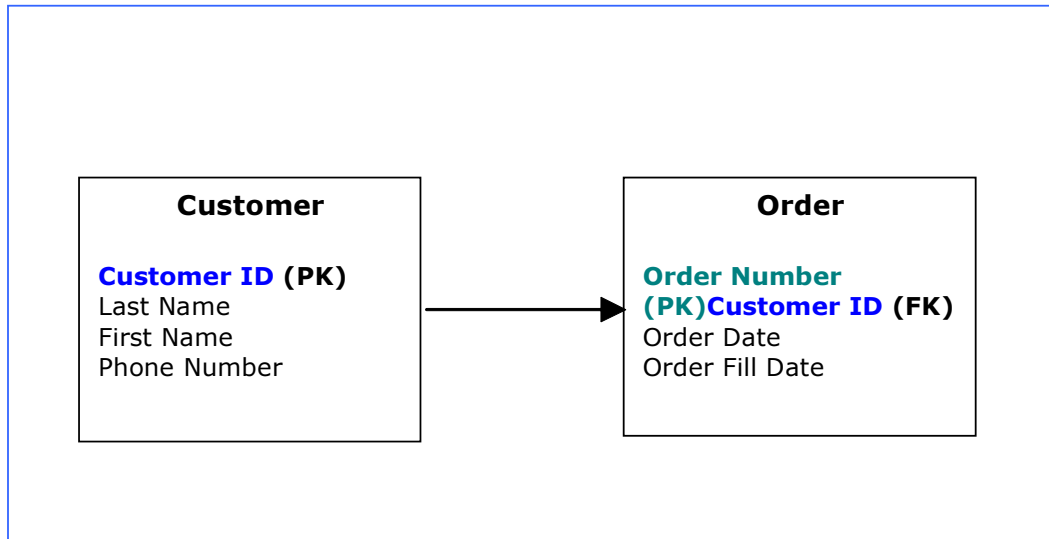 Customer
Customer ID (PK)
Last Name
First Name
Phone Number
Order
Order Number
(PK)Customer ID (FK)
Order Date
Order Fill Date